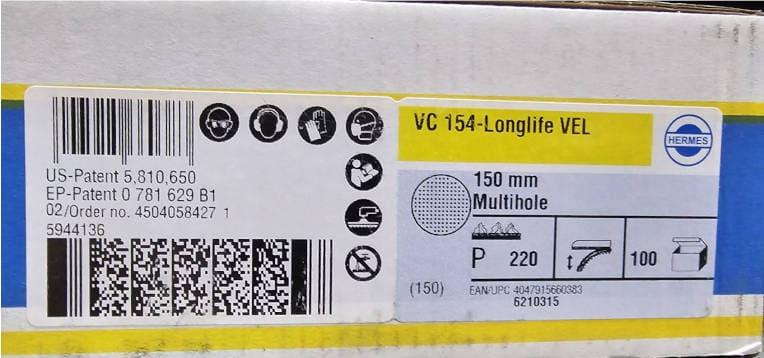 US-Patent 5,810,650
EP-Patent 0 781 629 B1
02/Order no. 4504058427 1
5944136
VC 154-Longlife VEL
HERMES
150 mm
Multihole
P 220
100
(150)
EAN/UPC 4047915660383
6210315